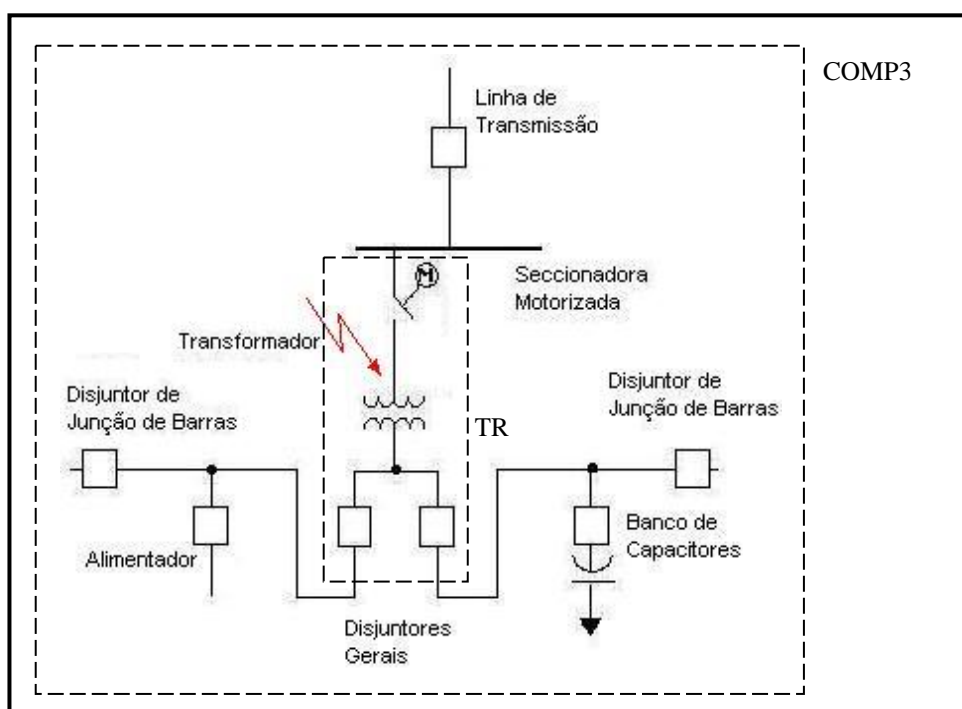 COMP3
Linha de
Transmissão
M
Seccionadora
Motorizada
Transformador
Disjuntor de
Junção de Barras
TR
Disjuntor de
Junção de Barras
Alimentador
Banco de
Capacitores
Disjuntores
Gerais